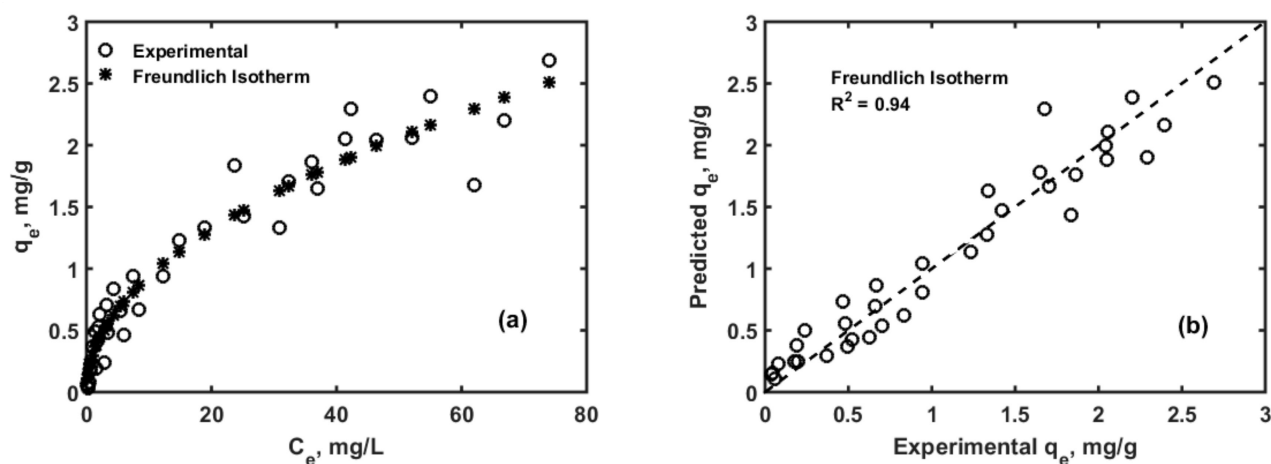 3
2.5
2
1.5
1
0.5
0
q_e, mg/g
Experimental
Freundlich Isotherm
(a)
0 20 40 60 80
C_e, mg/L
3
2.5
2
1.5
1
0.5
0
Predicted q_e, mg/g
Freundlich Isotherm
R² = 0.94
(b)
0 0.5 1 1.5 2 2.5 3
Experimental q_e, mg/g